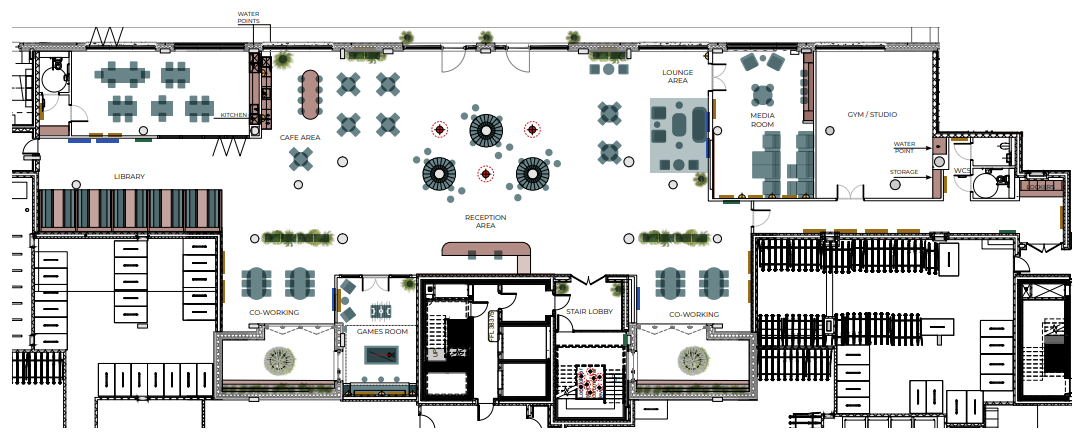 WATER
POINTS
LOUNGE
AREA
MEDIA
ROOM
GYM / STUDIO
KITCHEN
CAFE AREA
WATER
POINT
STORAGE
WCS
LIBRARY
RECEPTION
AREA
CO-WORKING
GAMES ROOM
STAIR LOBBY
CO-WORKING